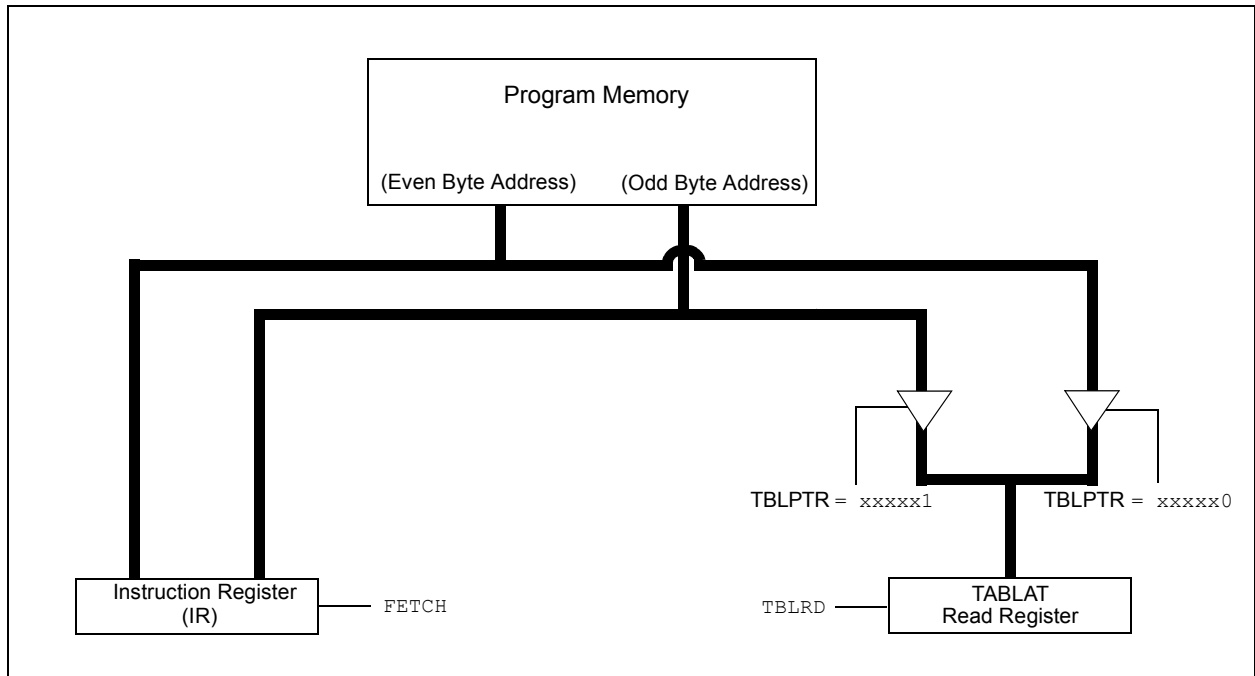 Program Memory
(Even Byte Address)
(Odd Byte Address)
TBLPTR = xxxxx1
TBLPTR = xxxxx0
Instruction Register
(IR)
FETCH
TBLRD
TABLAT
Read Register